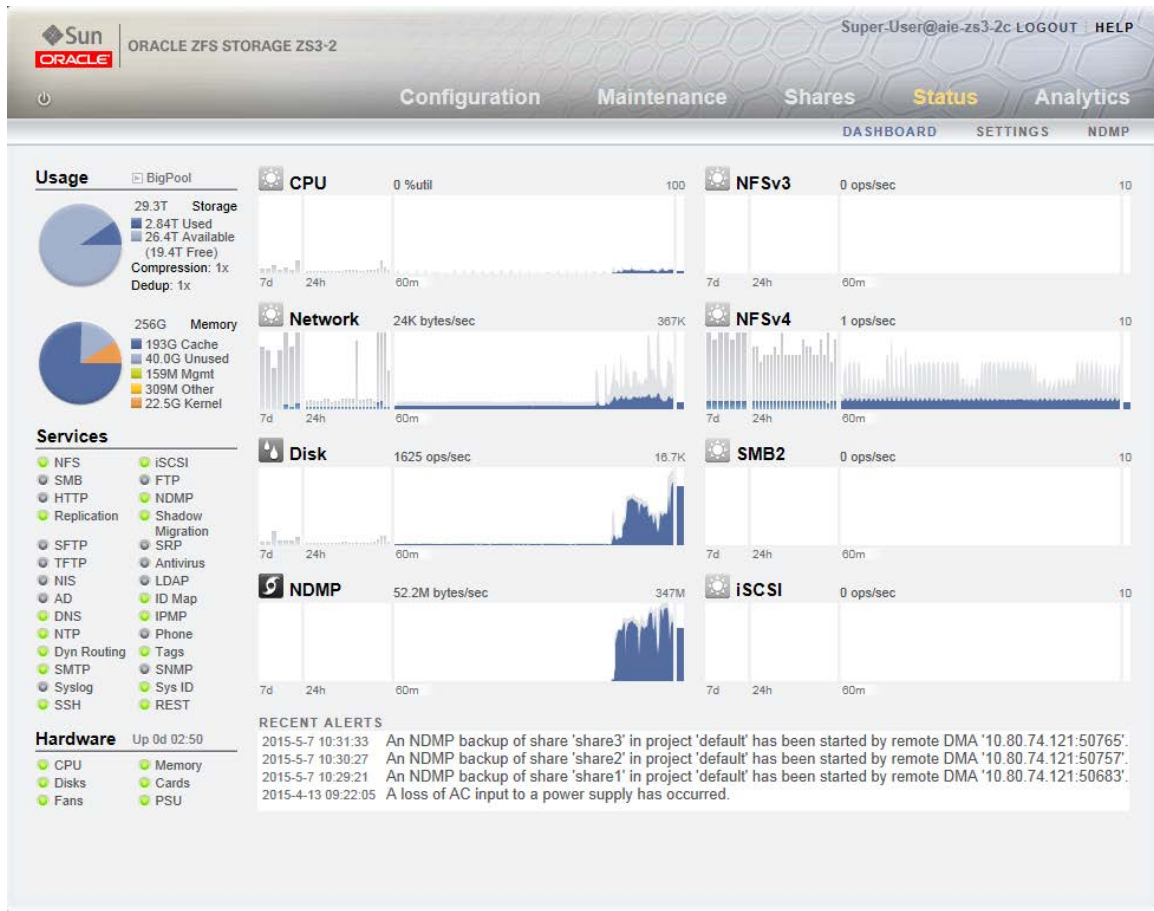 Sun
ORACLE
ORACLE ZFS STORAGE ZS3-2
Super-User@aie-zs3-2c LOGOUT HELP
Configuration Maintenance Shares Status Analytics
DASHBOARD SETTINGS NDMP
Usage BigPool
29.3T Storage
2.84T Used
26.4T Available
(19.4T Free)
Compression: 1x
Dedup: 1x
256G Memory
193G Cache
40.0G Unused
159M Mgmt
309M Other
22.5G Kernel
Services
NFS iSCSI
SMB FTP
HTTP NDMP
Replication Shadow Migration
SFTP SRP
TFTP Antivirus
NIS LDAP
AD ID Map
DNS IPMP
NTP Phone
Dyn Routing Tags
SMTP SNMP
Syslog Sys ID
SSH REST
Hardware Up 0d 02:50
CPU Memory
Disks Cards
Fans PSU
CPU 0 %util 100
7d 24h 60m
NFSv3 0 ops/sec 10
7d 24h 60m
Network 24K bytes/sec 367K
7d 24h 60m
NFSv4 1 ops/sec 10
7d 24h 60m
Disk 1625 ops/sec 16.7K
7d 24h 60m
SMB2 0 ops/sec 10
7d 24h 60m
NDMP 52.2M bytes/sec 347M
7d 24h 60m
iSCSI 0 ops/sec 10
7d 24h 60m
RECENT ALERTS
2015-5-7 10:31:33 An NDMP backup of share 'share3' in project 'default' has been started by remote DMA '10.80.74.121:50765'.
2015-5-7 10:30:27 An NDMP backup of share 'share2' in project 'default' has been started by remote DMA '10.80.74.121:50757'.
2015-5-7 10:29:21 An NDMP backup of share 'share1' in project 'default' has been started by remote DMA '10.80.74.121:50683'.
2015-4-13 09:22:05 A loss of AC input to a power supply has occurred.